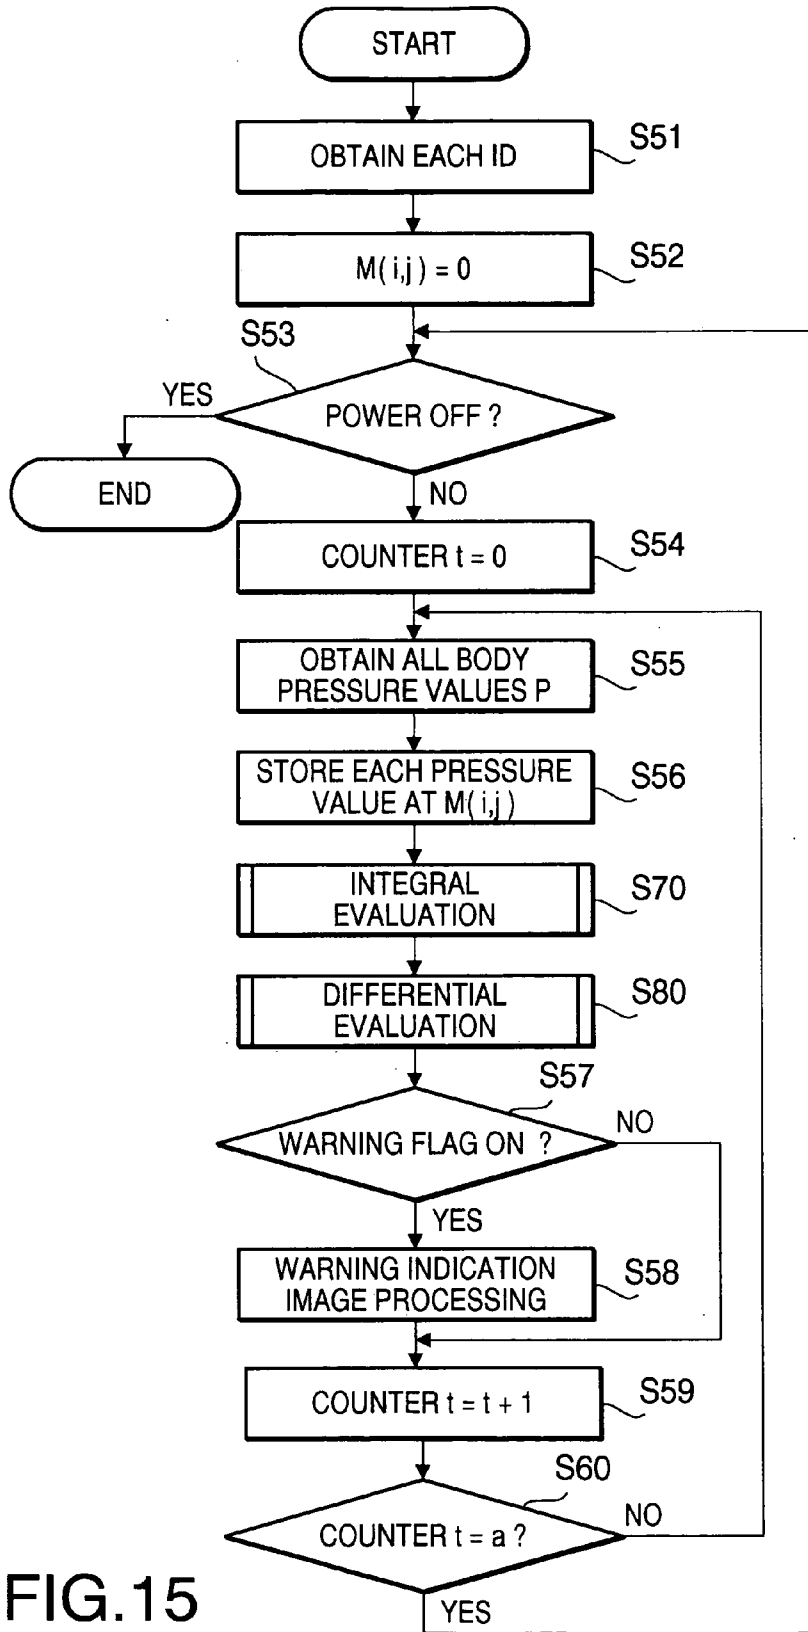 START
OBTAIN EACH ID
S51
M(i,j) = 0
S52
S53
YES
POWER OFF ?
END
NO
COUNTER t = 0
S54
OBTAIN ALL BODY
PRESSURE VALUES P
S55
STORE EACH PRESSURE
VALUE AT M(i,j)
S56
INTEGRAL
EVALUATION
S70
DIFFERENTIAL
EVALUATION
S80
S57
WARNING FLAG ON ?
NO
YES
WARNING INDICATION
IMAGE PROCESSING
S58
COUNTER t = t + 1
S59
S60
COUNTER t = a ?
NO
YES
FIG.15